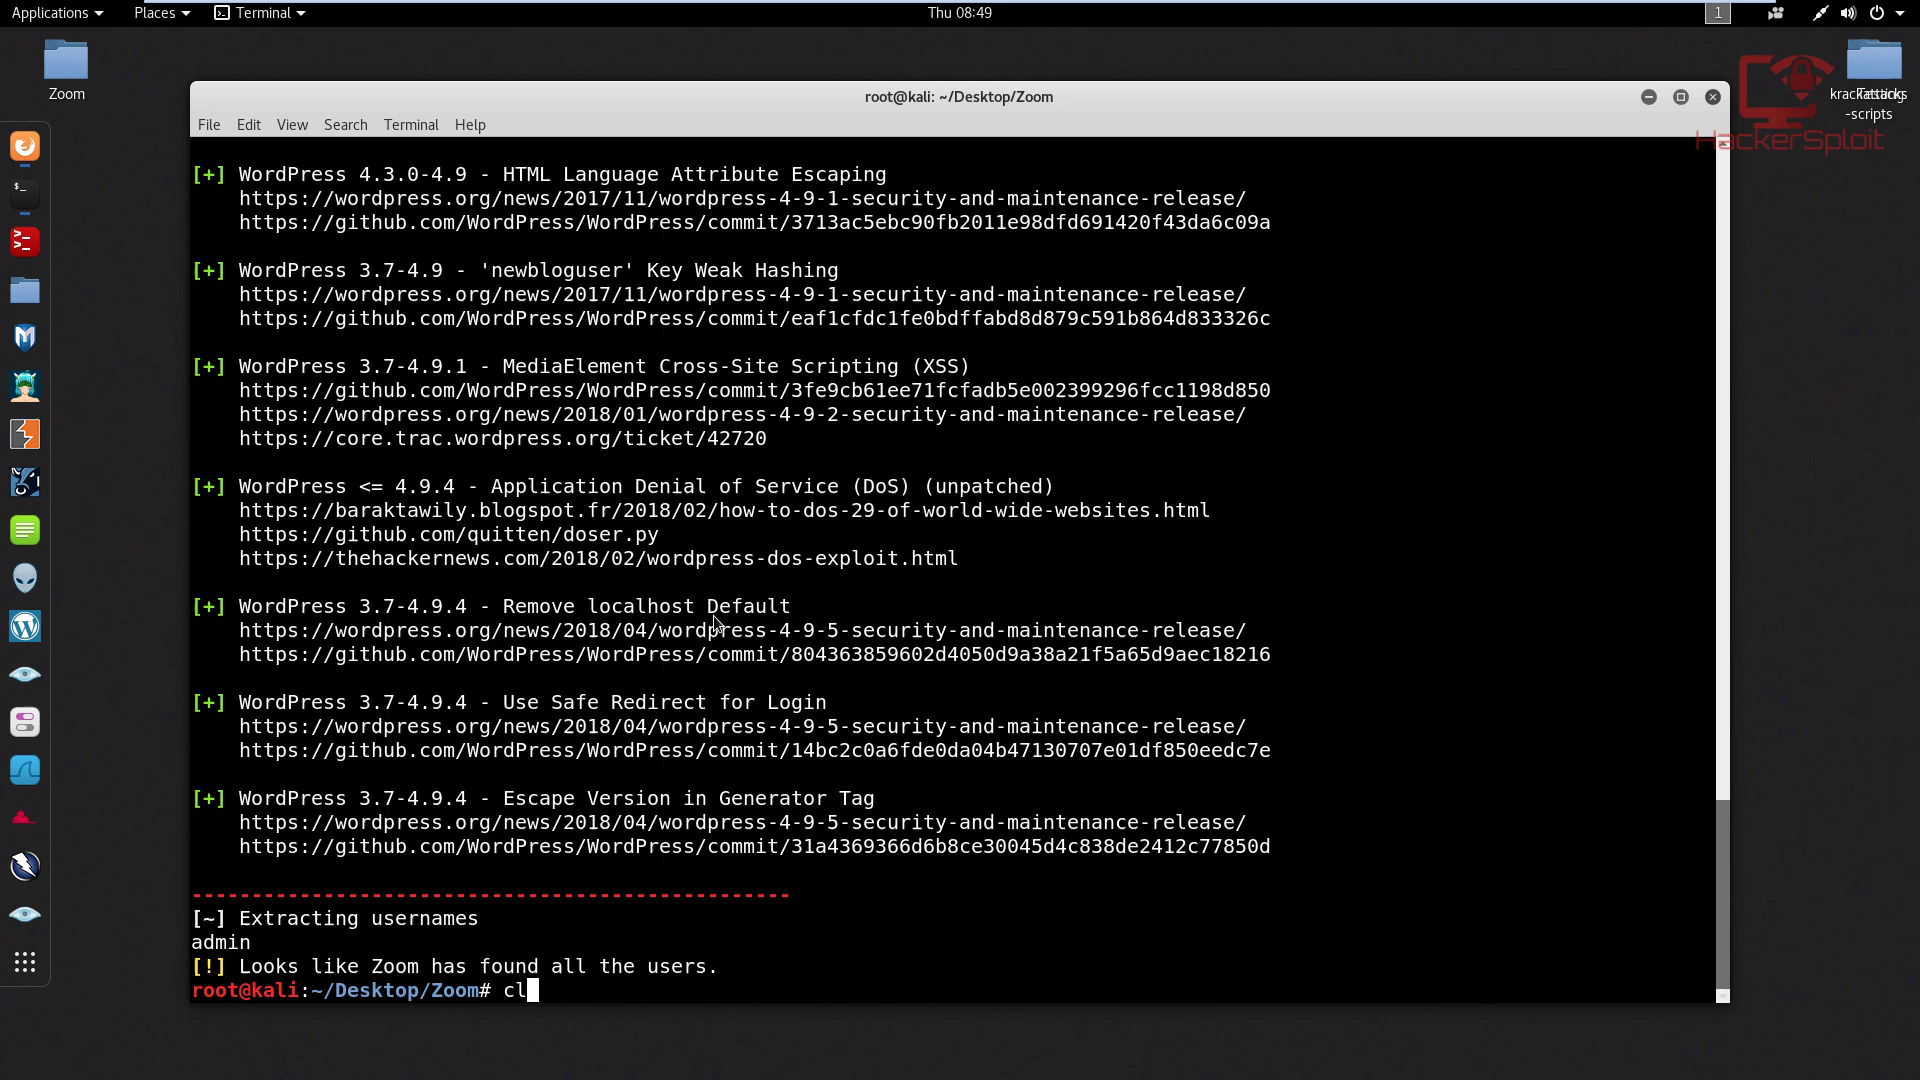 Applications
Places
Terminal
Thu 08:49
1
Zoom
-scripts
HackerSploit
root@kali: ~/Desktop/Zoom
File Edit View Search Terminal Help
[+] WordPress 4.3.0-4.9 - HTML Language Attribute Escaping
https://wordpress.org/news/2017/11/wordpress-4-9-1-security-and-maintenance-release/
https://github.com/WordPress/WordPress/commit/3713ac5ebc90fb2011e98dfd691420f43da6c09a
[+] WordPress 3.7-4.9 - 'newbloguser' Key Weak Hashing
https://wordpress.org/news/2017/11/wordpress-4-9-1-security-and-maintenance-release/
https://github.com/WordPress/WordPress/commit/eaf1cfdc1fe0bdffabd8d879c591b864d833326c
[+] WordPress 3.7-4.9.1 - MediaElement Cross-Site Scripting (XSS)
https://github.com/WordPress/WordPress/commit/3fe9cb61ee71fcfadb5e002399296fcc1198d850
https://wordpress.org/news/2018/01/wordpress-4-9-2-security-and-maintenance-release/
https://core.trac.wordpress.org/ticket/42720
[+] WordPress <= 4.9.4 - Application Denial of Service (DoS) (unpatched)
https://baraktawily.blogspot.fr/2018/02/how-to-dos-29-of-world-wide-websites.html
https://github.com/quitten/doser.py
https://thehackernews.com/2018/02/wordpress-dos-exploit.html
[+] WordPress 3.7-4.9.4 - Remove localhost Default
https://wordpress.org/news/2018/04/wordpress-4-9-5-security-and-maintenance-release/
https://github.com/WordPress/WordPress/commit/804363859602d4050d9a38a21f5a65d9aec18216
[+] WordPress 3.7-4.9.4 - Use Safe Redirect for Login
https://wordpress.org/news/2018/04/wordpress-4-9-5-security-and-maintenance-release/
https://github.com/WordPress/WordPress/commit/14bc2c0a6fde0da04b47130707e01df850eedc7e
[+] WordPress 3.7-4.9.4 - Escape Version in Generator Tag
https://wordpress.org/news/2018/04/wordpress-4-9-5-security-and-maintenance-release/
https://github.com/WordPress/WordPress/commit/31a4369366d6b8ce30045d4c838de2412c77850d
--------------------------------------------------
[~] Extracting usernames
admin
[!] Looks like Zoom has found all the users.
root@kali:~/Desktop/Zoom# cl